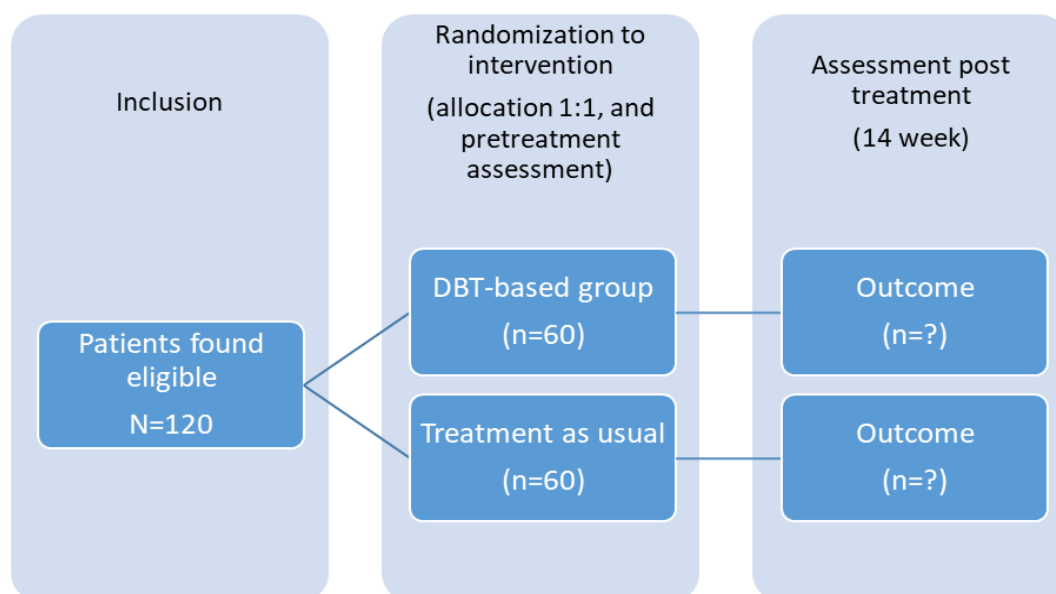 Inclusion
Patients found
eligible
N=120
Randomization to
intervention
(allocation 1:1, and
pretreatment
assessment)
DBT-based group
(n=60)
Treatment as usual
(n=60)
Assessment post
treatment
(14 week)
Outcome
(n=?)
Outcome
(n=?)